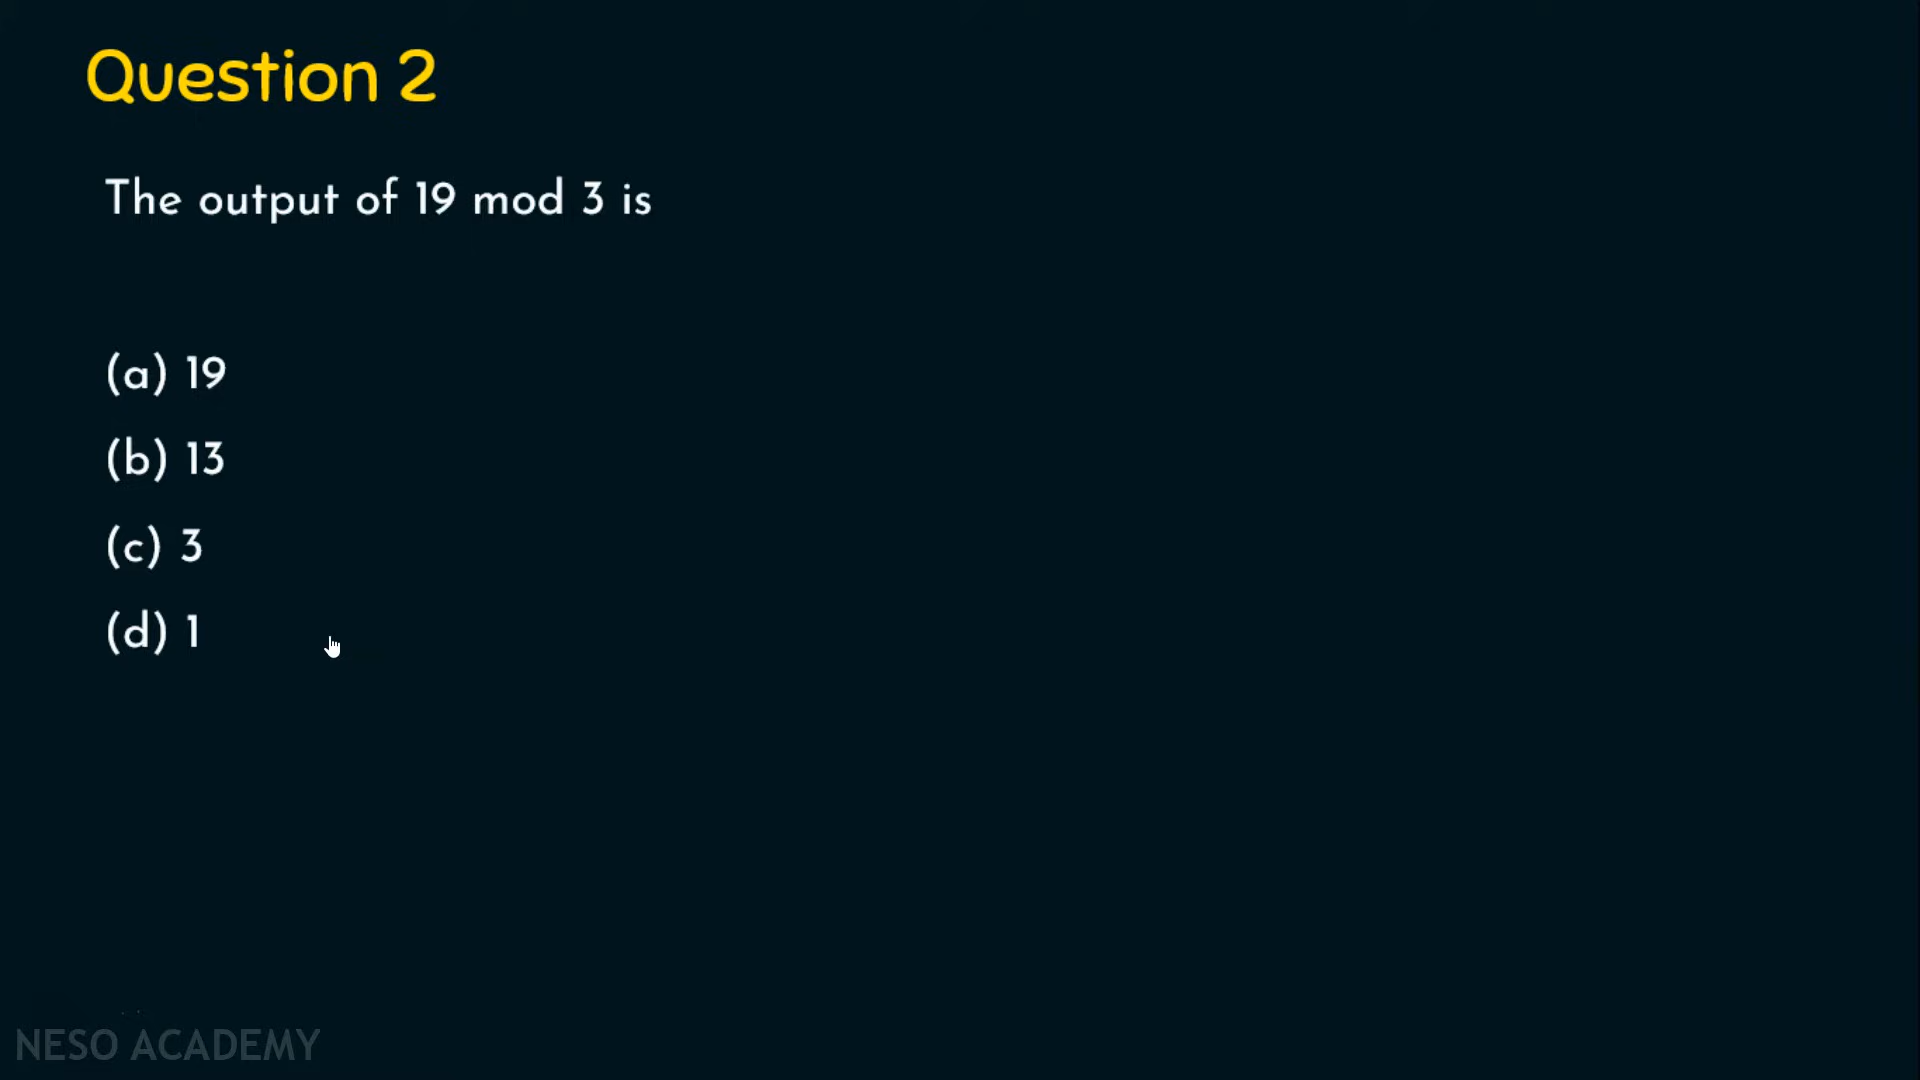 Question 2
The output of 19 mod 3 is
(a) 19
(b) 13
(c) 3
(d) 1
NESO ACADEMY